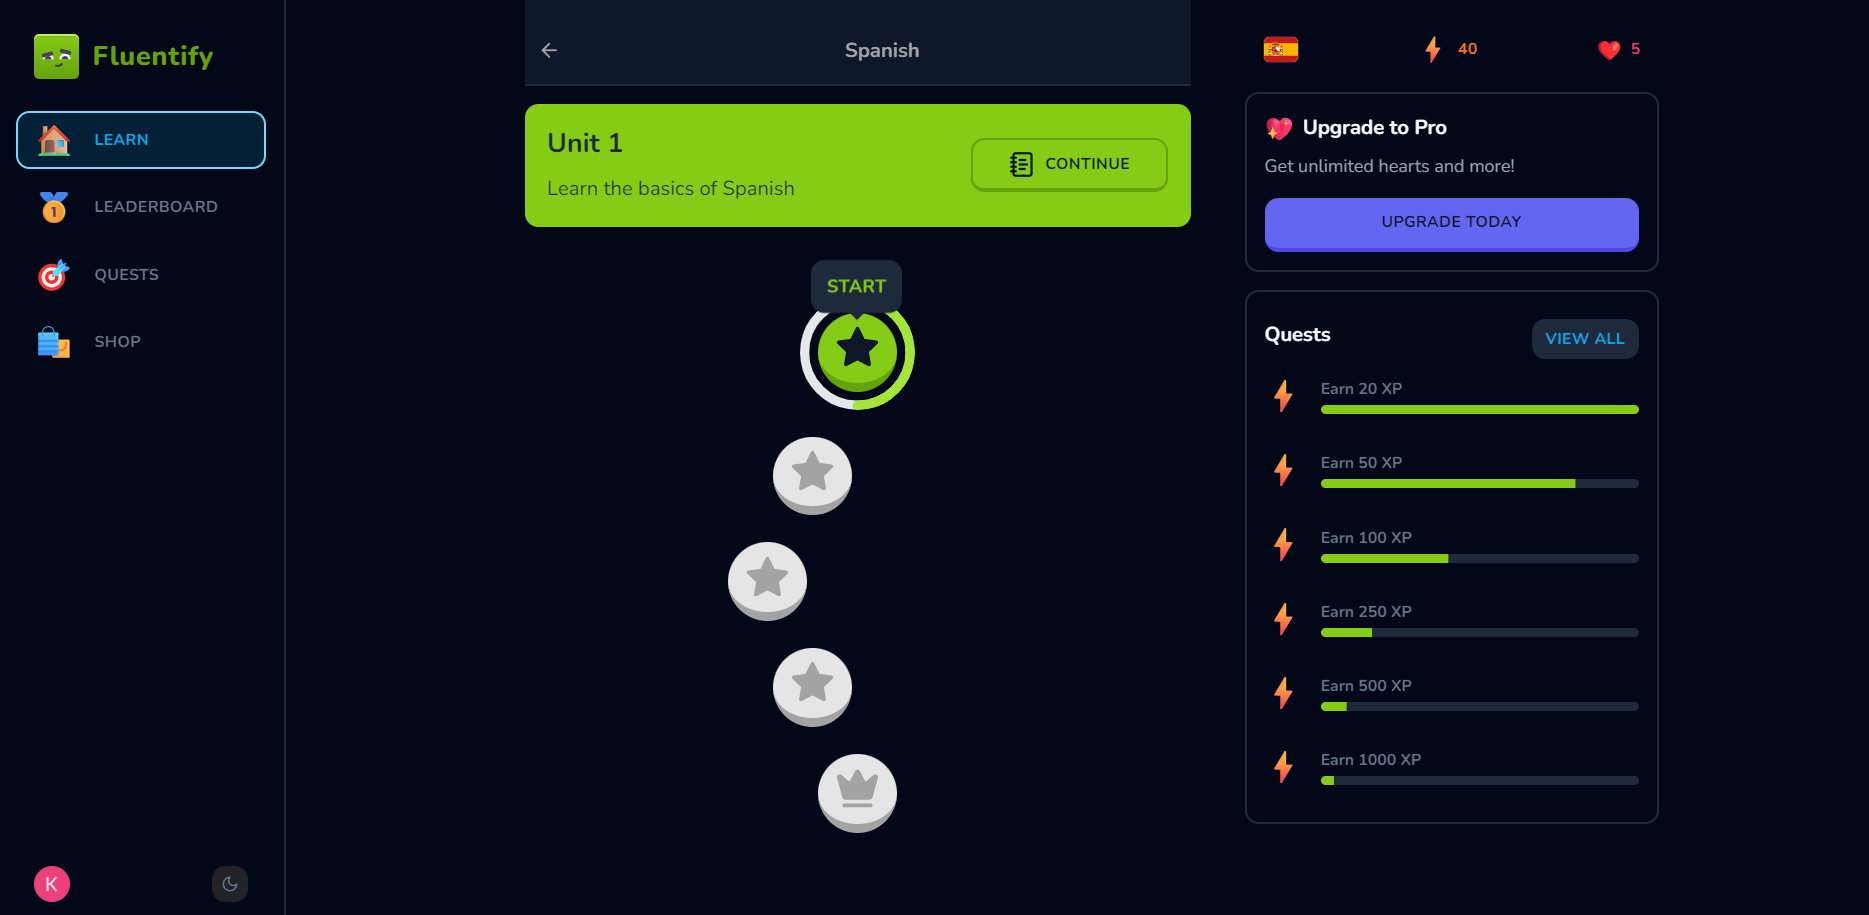 Fluentify
LEARN
LEADERBOARD
QUESTS
SHOP
K
Spanish
Unit 1
Learn the basics of Spanish
CONTINUE
START
40
5
Upgrade to Pro
Get unlimited hearts and more!
UPGRADE TODAY
Quests
VIEW ALL
Earn 20 XP
Earn 50 XP
Earn 100 XP
Earn 250 XP
Earn 500 XP
Earn 1000 XP